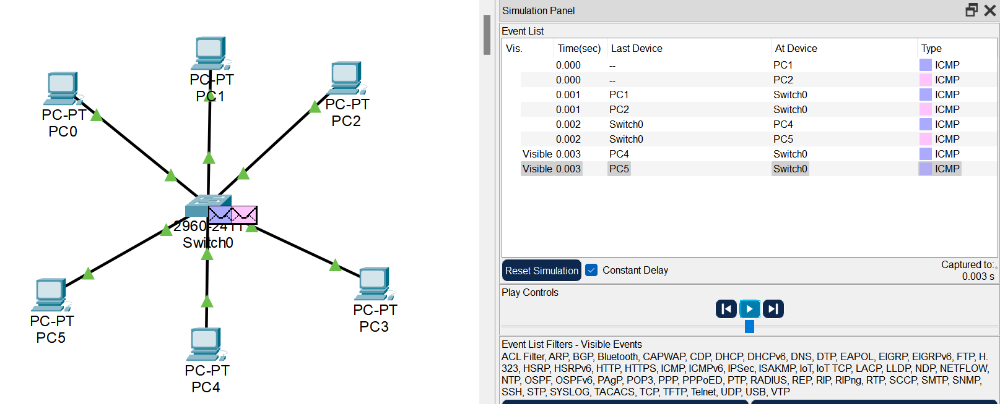 PC-PT
PC1
PC-PT
PC0
PC-PT
PC2
2960-24TT
Switch0
PC-PT
PC5
PC-PT
PC3
PC-PT
PC4
Simulation Panel
Event List
Vis. Time(sec) Last Device At Device Type
0.000 -- PC1 ICMP
0.000 -- PC2 ICMP
0.001 PC1 Switch0 ICMP
0.001 PC2 Switch0 ICMP
0.002 Switch0 PC4 ICMP
0.002 Switch0 PC5 ICMP
Visible 0.003 PC4 Switch0 ICMP
Visible 0.003 PC5 Switch0 ICMP
Reset Simulation Constant Delay Captured to:*
0.003 s
Play Controls
Event List Filters - Visible Events
ACL Filter, ARP, BGP, Bluetooth, CAPWAP, CDP, DHCP, DHCPv6, DNS, DTP, EAPOL, EIGRP, EIGRPv6, FTP, H.
323, HSRP, HSRPv6, HTTP, HTTPS, ICMP, ICMPv6, IPSec, ISAKMP, IoT, IoT TCP, LACP, LLDP, NDP, NETFLOW,
NTP, OSPF, OSPFv6, PAgP, POP3, PPP, PPPoED, PTP, RADIUS, REP, RIP, RIPng, RTP, SCCP, SMTP, SNMP,
SSH, STP, SYSLOG, TACACS, TCP, TFTP, Telnet, UDP, USB, VTP